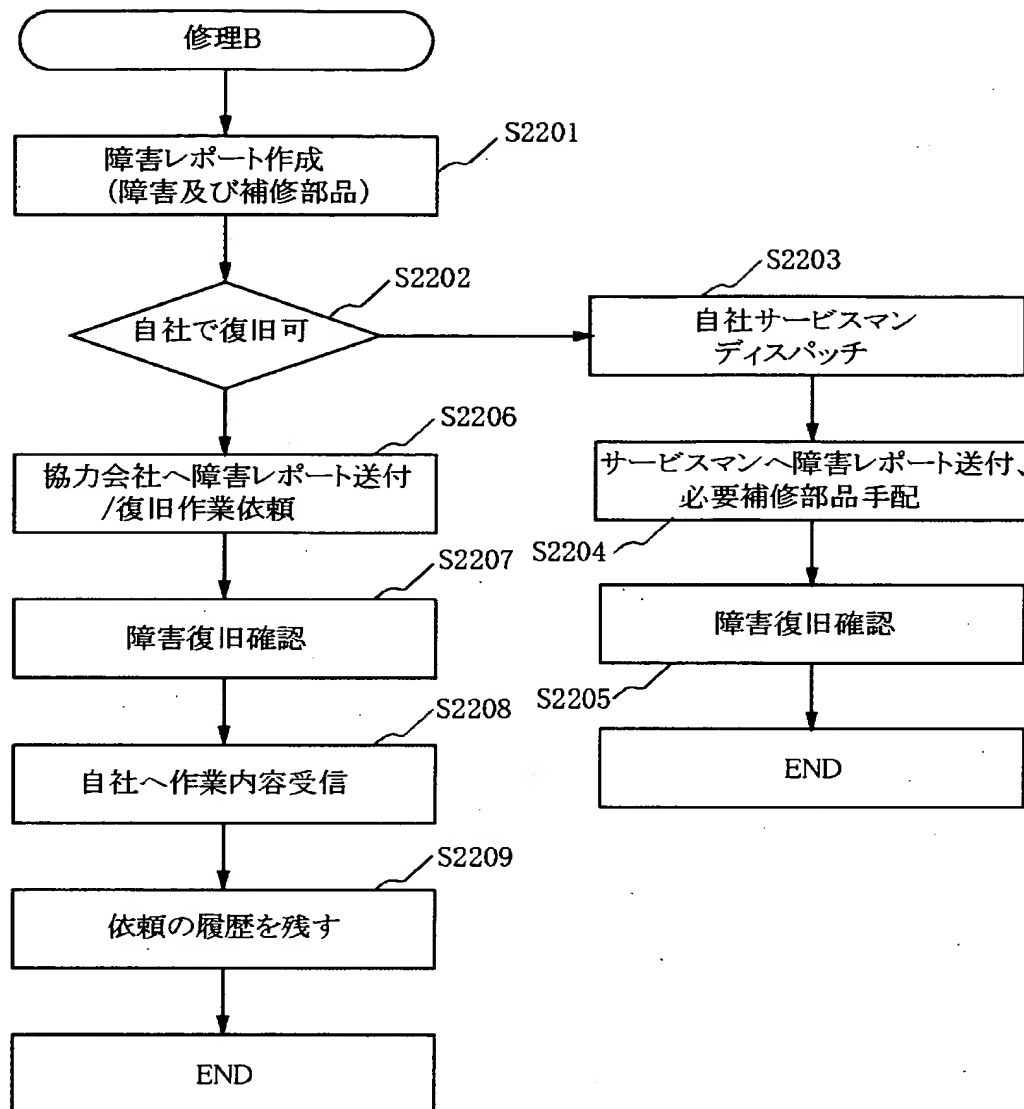 修理B
S2201
障害レポート作成
(障害及び補修部品)
S2202
自社で復旧可
S2203
自社サービスマン
ディスパッチ
S2206
協力会社へ障害レポート送付
/復旧作業依頼
サービスマンへ障害レポート送付、
必要補修部品手配
S2204
S2207
障害復旧確認
障害復旧確認
S2205
S2208
自社へ作業内容受信
END
S2209
依頼の履歴を残す
END